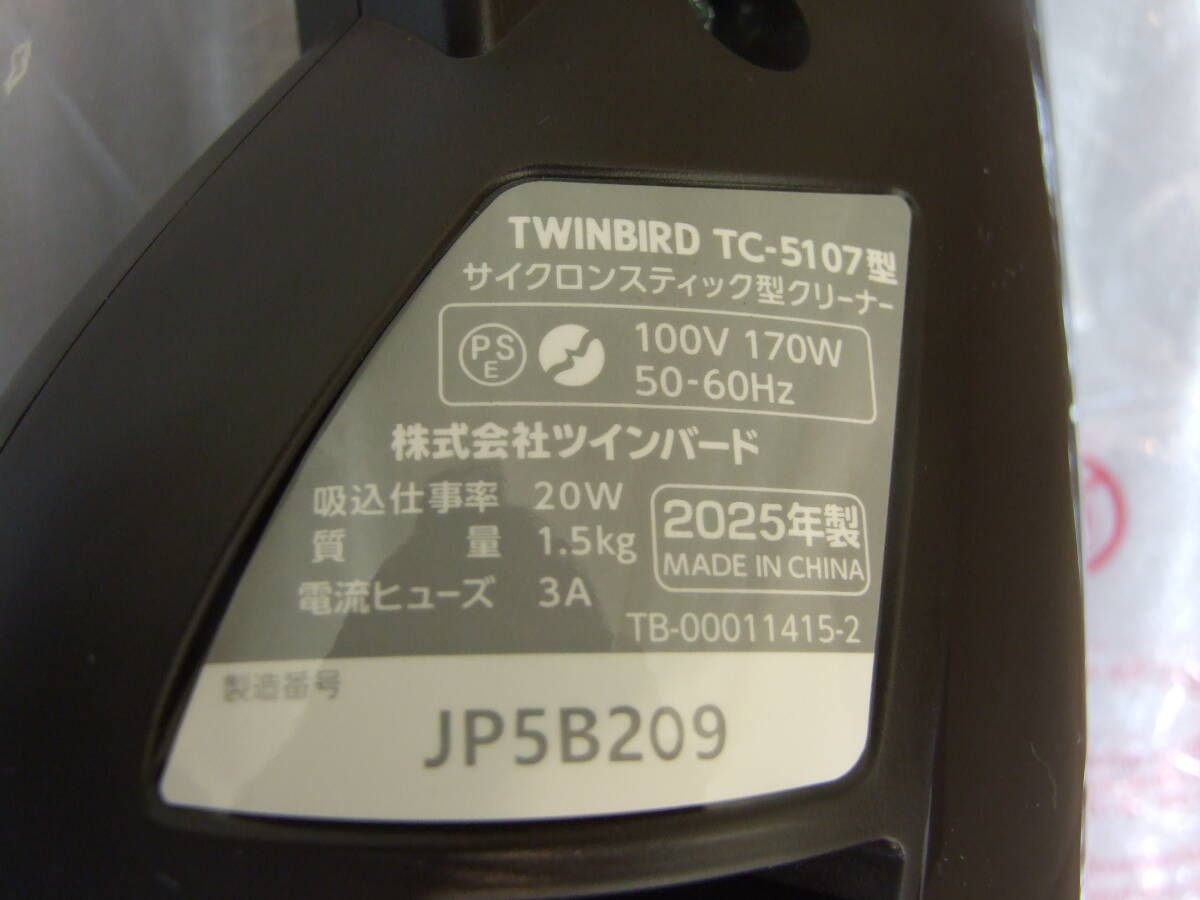 TWINBIRD TC-5107型
サイクロンスティック型クリーナー
PSE
100V 170W
50-60Hz
株式会社ツインバード
吸込仕事率 20W
質量 1.5kg
電流ヒューズ 3A
2025年製
MADE IN CHINA
TB-00011415-2
製造番号
JP5B209